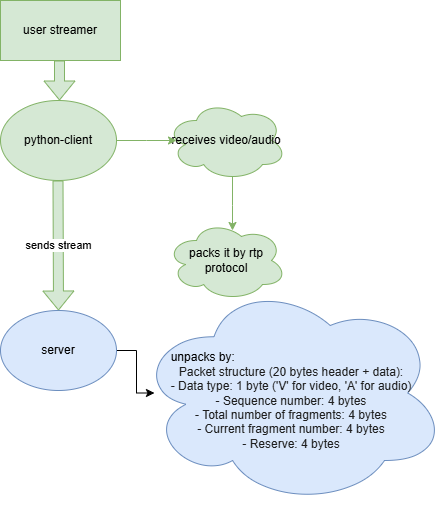 user streamer
python-client
receives video/audio
sends stream
packs it by rtp
protocol
server
unpacks by:
Packet structure (20 bytes header + data):
- Data type: 1 byte ('V' for video, 'A' for audio)
- Sequence number: 4 bytes
- Total number of fragments: 4 bytes
- Current fragment number: 4 bytes
- Reserve: 4 bytes